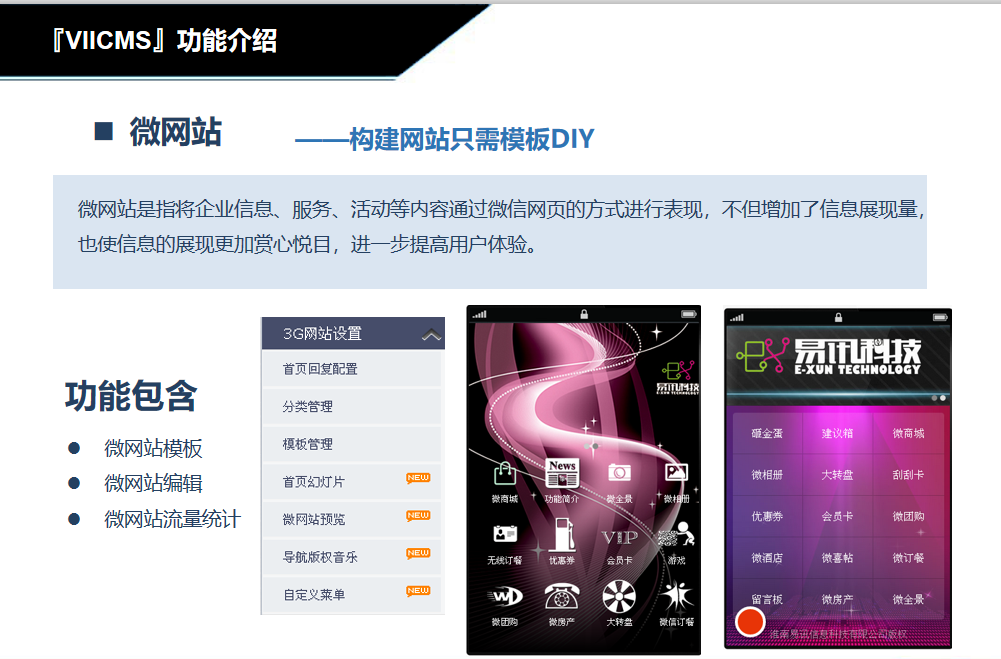 『VIICMS』功能介绍
微网站
——构建网站只需模板DIY
微网站是指将企业信息、服务、活动等内容通过微信网页的方式进行表现，不但增加了信息展现量，
也使信息的展现更加赏心悦目，进一步提高用户体验。
功能包含
微网站模板
微网站编辑
微网站流量统计
3G网站设置
首页回复配置
分类管理
模板管理
首页幻灯片 NEW
微网站预览 NEW
导航版权音乐 NEW
自定义菜单 NEW
易讯科技
E-XUN TECHNOLOGY
News
微商城 功能简介 微全景 微相册
VIP
无线订餐 优惠券 会员卡 游戏
微团购 微房产 大转盘 微信订餐
易讯科技
E-XUN TECHNOLOGY
砸金蛋 建议箱 微商城
微相册 大转盘 刮刮卡
优惠券 会员卡 微团购
微酒店 微喜帖 微订餐
留言板 微房产 微全景
淮南易讯信息科技有限公司版权